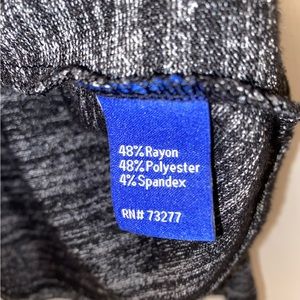 48% Rayon
48% Polyester
4% Spandex
RN# 73277